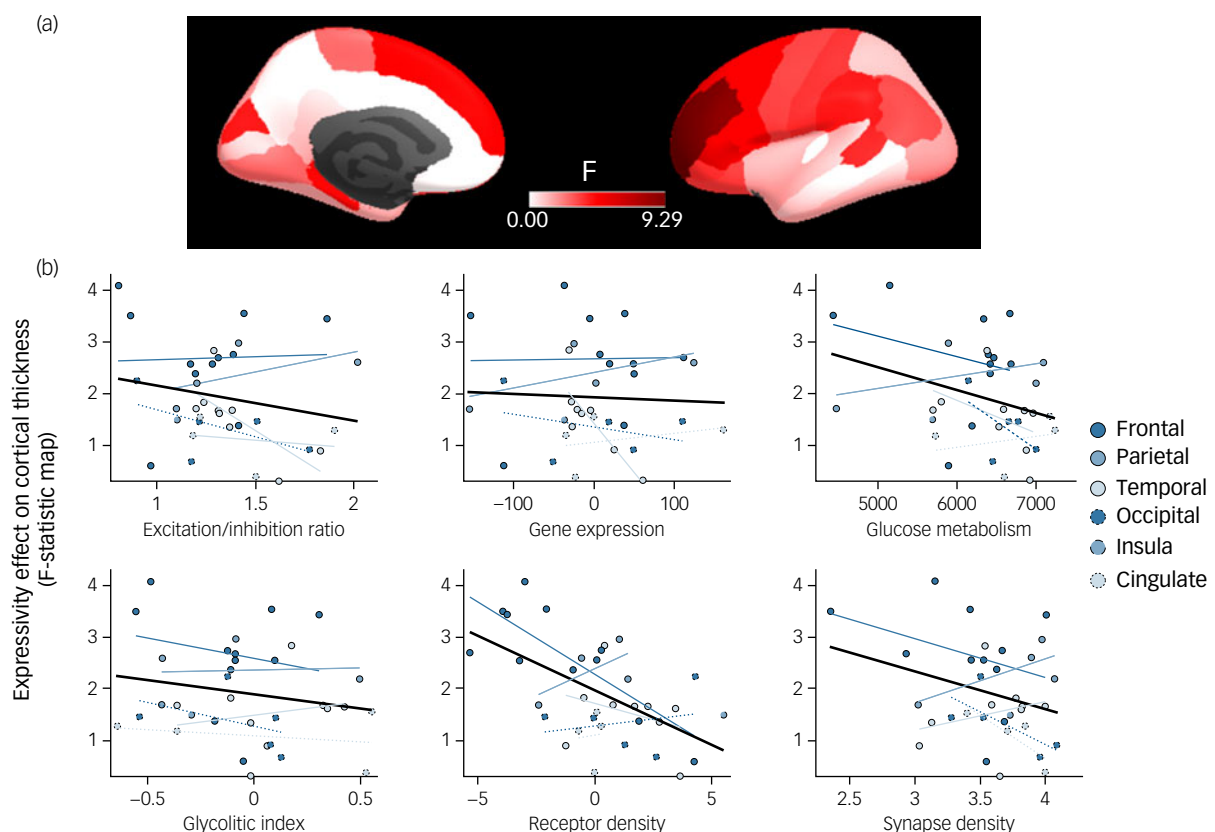 (a)
F
0.00 9.29
(b)
Expressivity effect on cortical thickness
(F-statistic map)
4
3
2
1
1 1.5 2
Excitation/inhibition ratio
4
3
2
1
−100 0 100
Gene expression
4
3
2
1
5000 6000 7000
Glucose metabolism
4
3
2
1
−0.5 0 0.5
Glycolitic index
4
3
2
1
−5 0 5
Receptor density
4
3
2
1
2.5 3 3.5 4
Synapse density
Frontal
Parietal
Temporal
Occipital
Insula
Cingulate